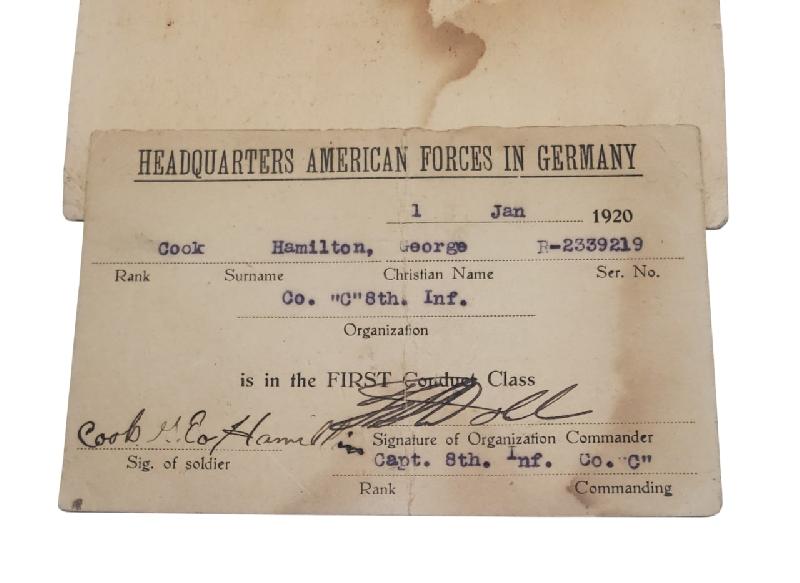 HEADQUARTERS AMERICAN FORCES IN GERMANY
1 Jan 1920
Cook Hamilton, George R-2339219
Rank Surname Christian Name Ser. No.
Co. "C" 8th. Inf.
Organization
is in the FIRST Conduct Class
Cook Geo Hamilton
Sig. of soldier
Signature of Organization Commander
Capt. 8th. Inf. Co. "C"
Rank Commanding